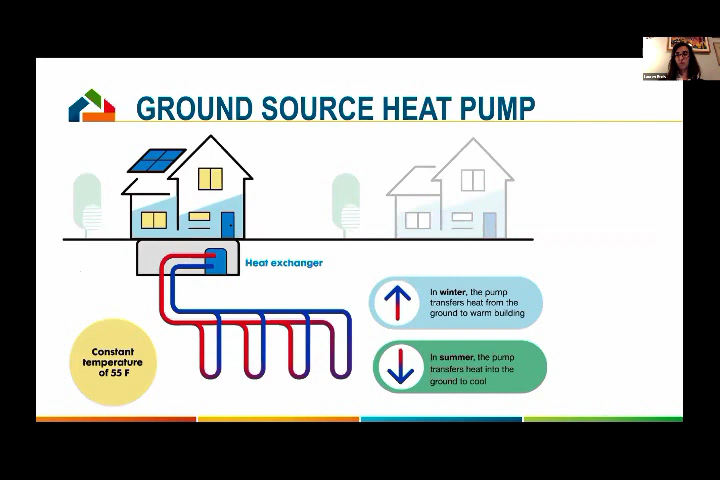 GROUND SOURCE HEAT PUMP
Heat exchanger
In winter, the pump
transfers heat from the
ground to warm building
Constant
temperature
of 55 F
In summer, the pump
transfers heat into the
ground to cool